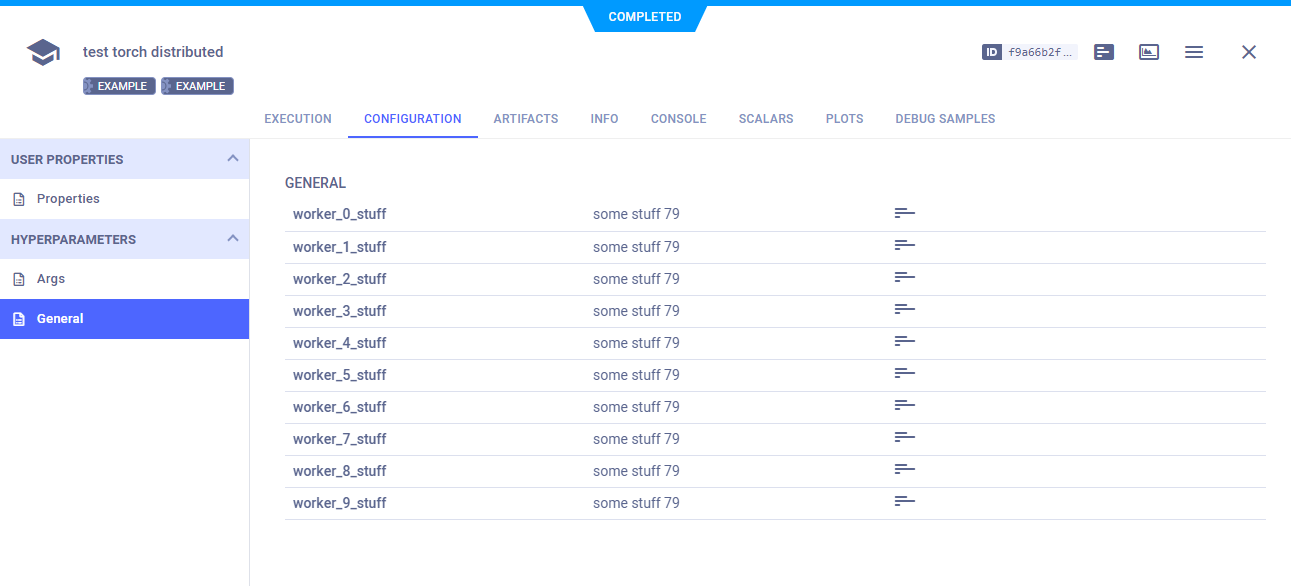 COMPLETED
test torch distributed
ID f9a66b2f...
EXAMPLE EXAMPLE
EXECUTION CONFIGURATION ARTIFACTS INFO CONSOLE SCALARS PLOTS DEBUG SAMPLES
USER PROPERTIES
Properties
HYPERPARAMETERS
Args
General
GENERAL
worker_0_stuff some stuff 79
worker_1_stuff some stuff 79
worker_2_stuff some stuff 79
worker_3_stuff some stuff 79
worker_4_stuff some stuff 79
worker_5_stuff some stuff 79
worker_6_stuff some stuff 79
worker_7_stuff some stuff 79
worker_8_stuff some stuff 79
worker_9_stuff some stuff 79